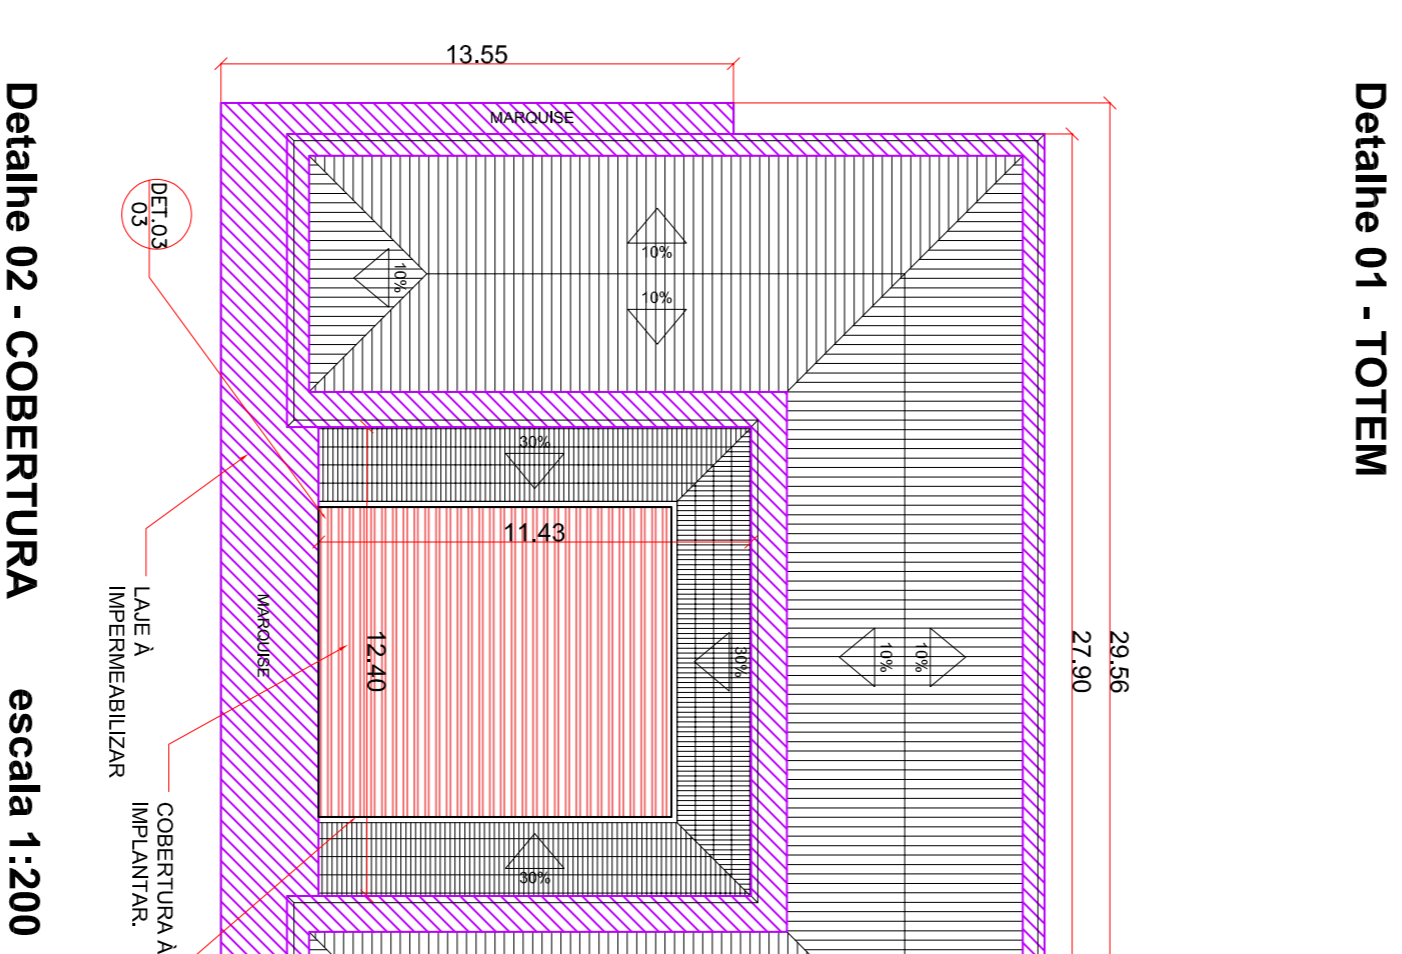 13.55
Detalhe 01 - TOTEM
MARQUISE
DET.03
03
10%
10%
10%
30%
11.43
Detalhe 02 - COBERTURA escala 1:200
LAJE À
IMPERMEABILIZAR
MARQUISE
12.40
30%
10%
10%
27.90
29.56
COBERTURA À
IMPLANTAR.
30%